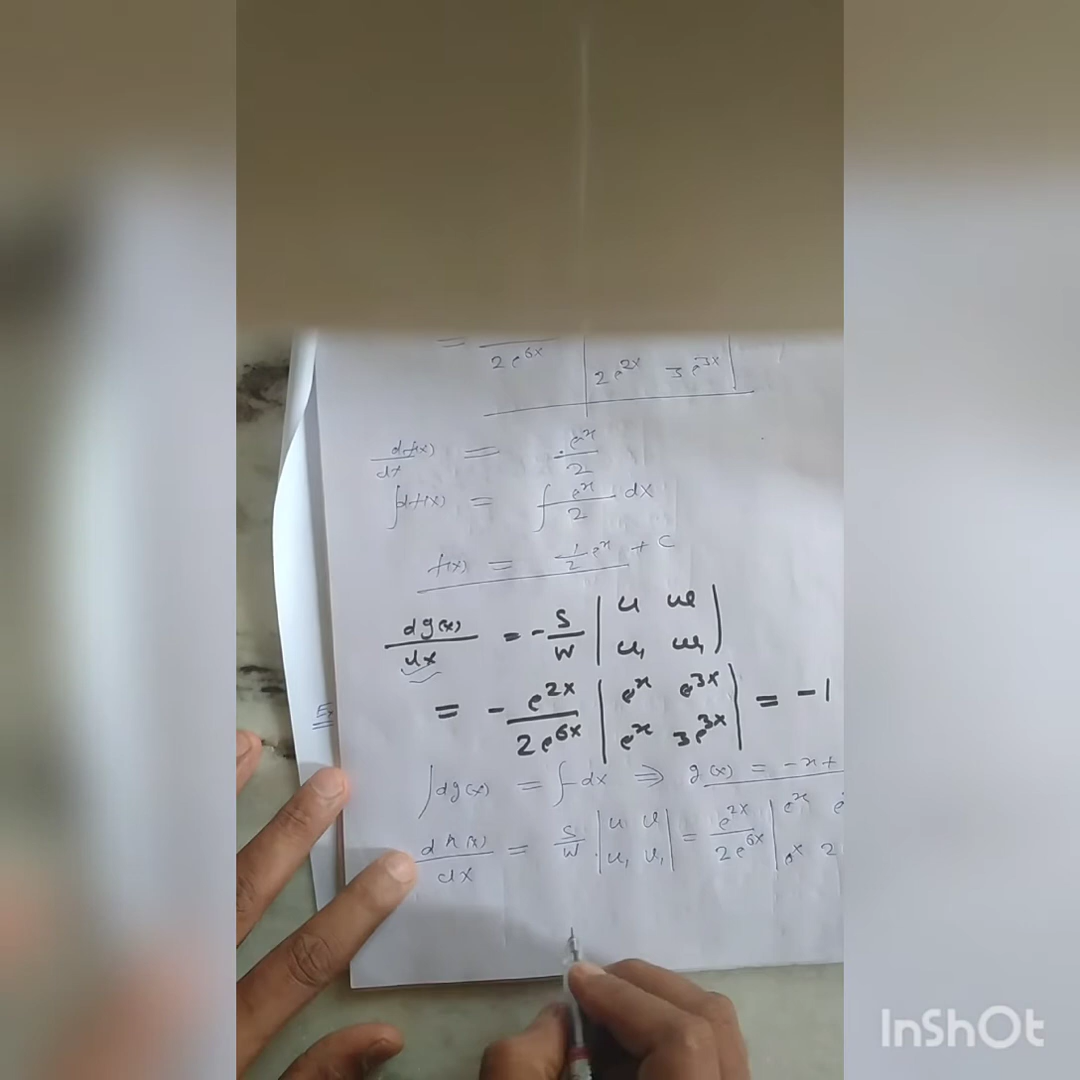 = 2e^6x | 2e^2x 3e^3x |
df(x)/dx = e^x/2
∫df(x) = ∫ e^x/2 dx
f(x) = 1/2 e^x + C
dg(x)/dx = - S/W | u w |
| u₁ w₁ |
= - e^2x/2e^6x | e^x e^3x | = -1
| e^x 3e^3x |
∫dg(x) = ∫-dx ⇒ g(x) = -x +
dh(x)/dx = S/W . | u v | = e^2x/2e^6x | e^x
| u₁ v₁ | | e^x 2
InShOt